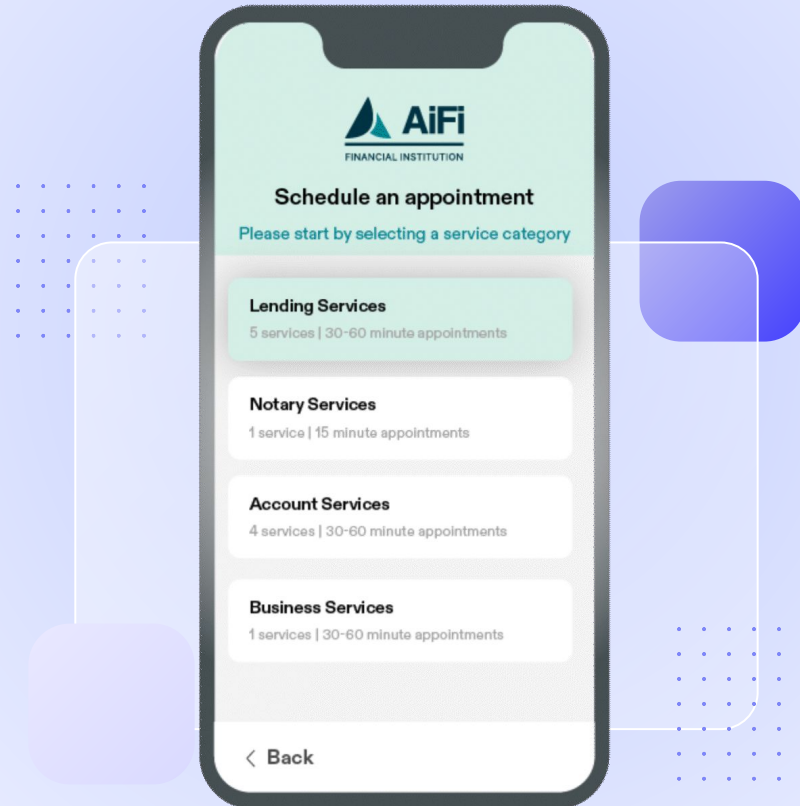 AiFi
FINANCIAL INSTITUTION
Schedule an appointment
Please start by selecting a service category
Lending Services
5 services | 30-60 minute appointments
Notary Services
1 service | 15 minute appointments
Account Services
4 services | 30-60 minute appointments
Business Services
1 services | 30-60 minute appointments
Back